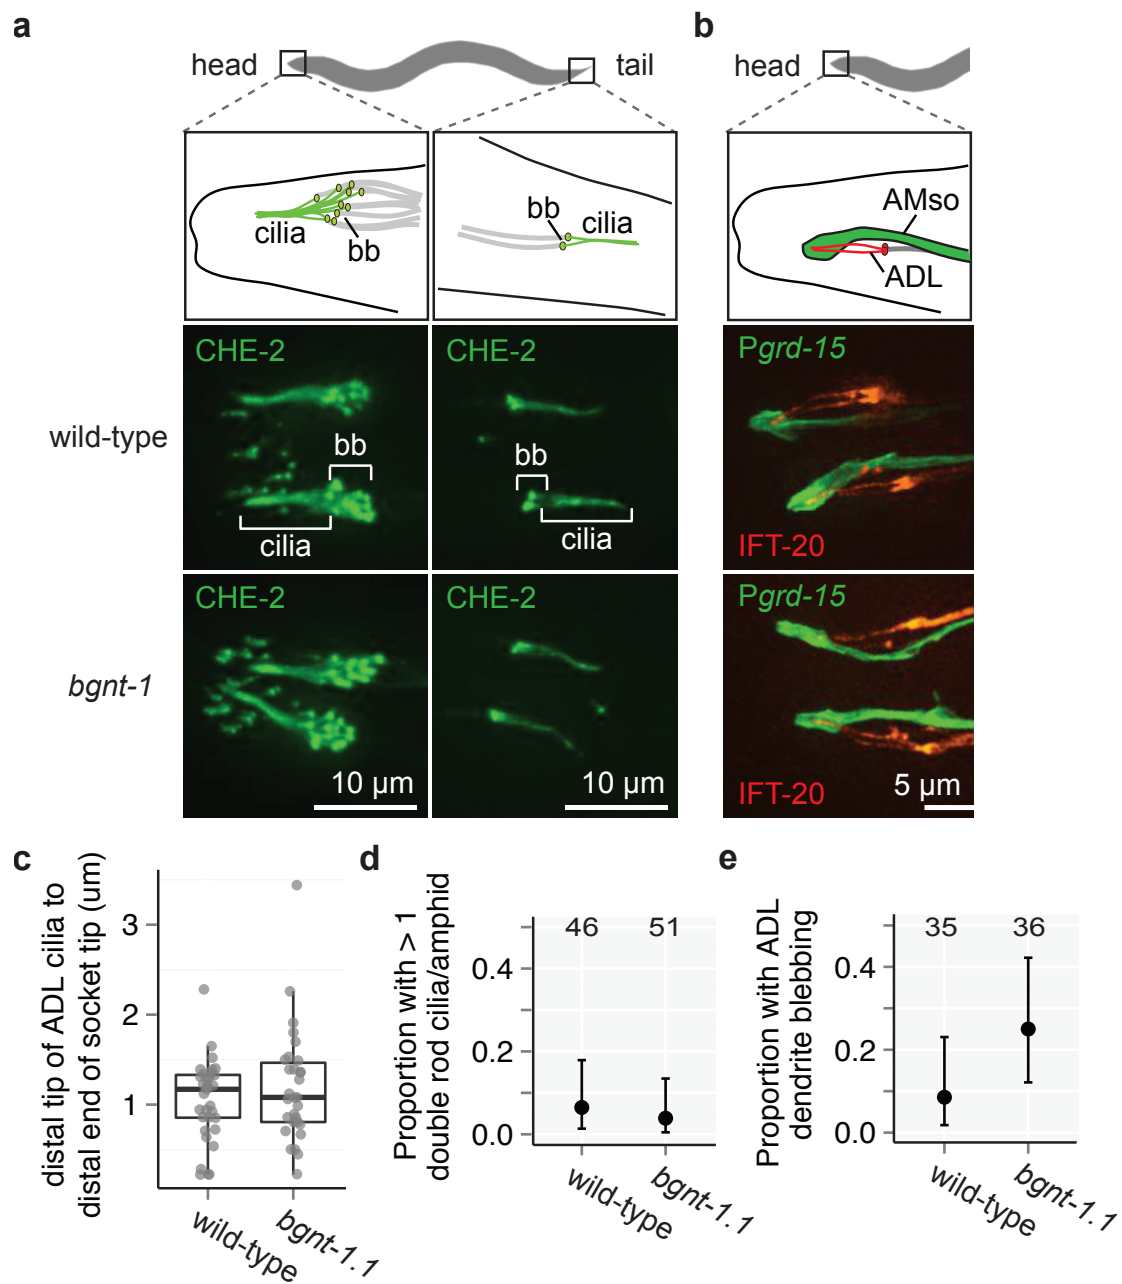 a
b
head
tail
head
cilia
bb
bb
cilia
AMso
ADL
wild-type
CHE-2
CHE-2
Pgrd-15
bb
cilia
bb
cilia
IFT-20
bgnt-1
CHE-2
CHE-2
Pgrd-15
10 µm
10 µm
IFT-20
5 µm
c
distal tip of ADL cilia to
distal end of socket tip (um)
3
2
1
wild-type
bgnt-1.1
d
Proportion with > 1
double rod cilia/amphid
46
51
0.4
0.2
0.0
wild-type
bgnt-1.1
e
Proportion with ADL
dendrite blebbing
35
36
0.4
0.2
0.0
wild-type
bgnt-1.1